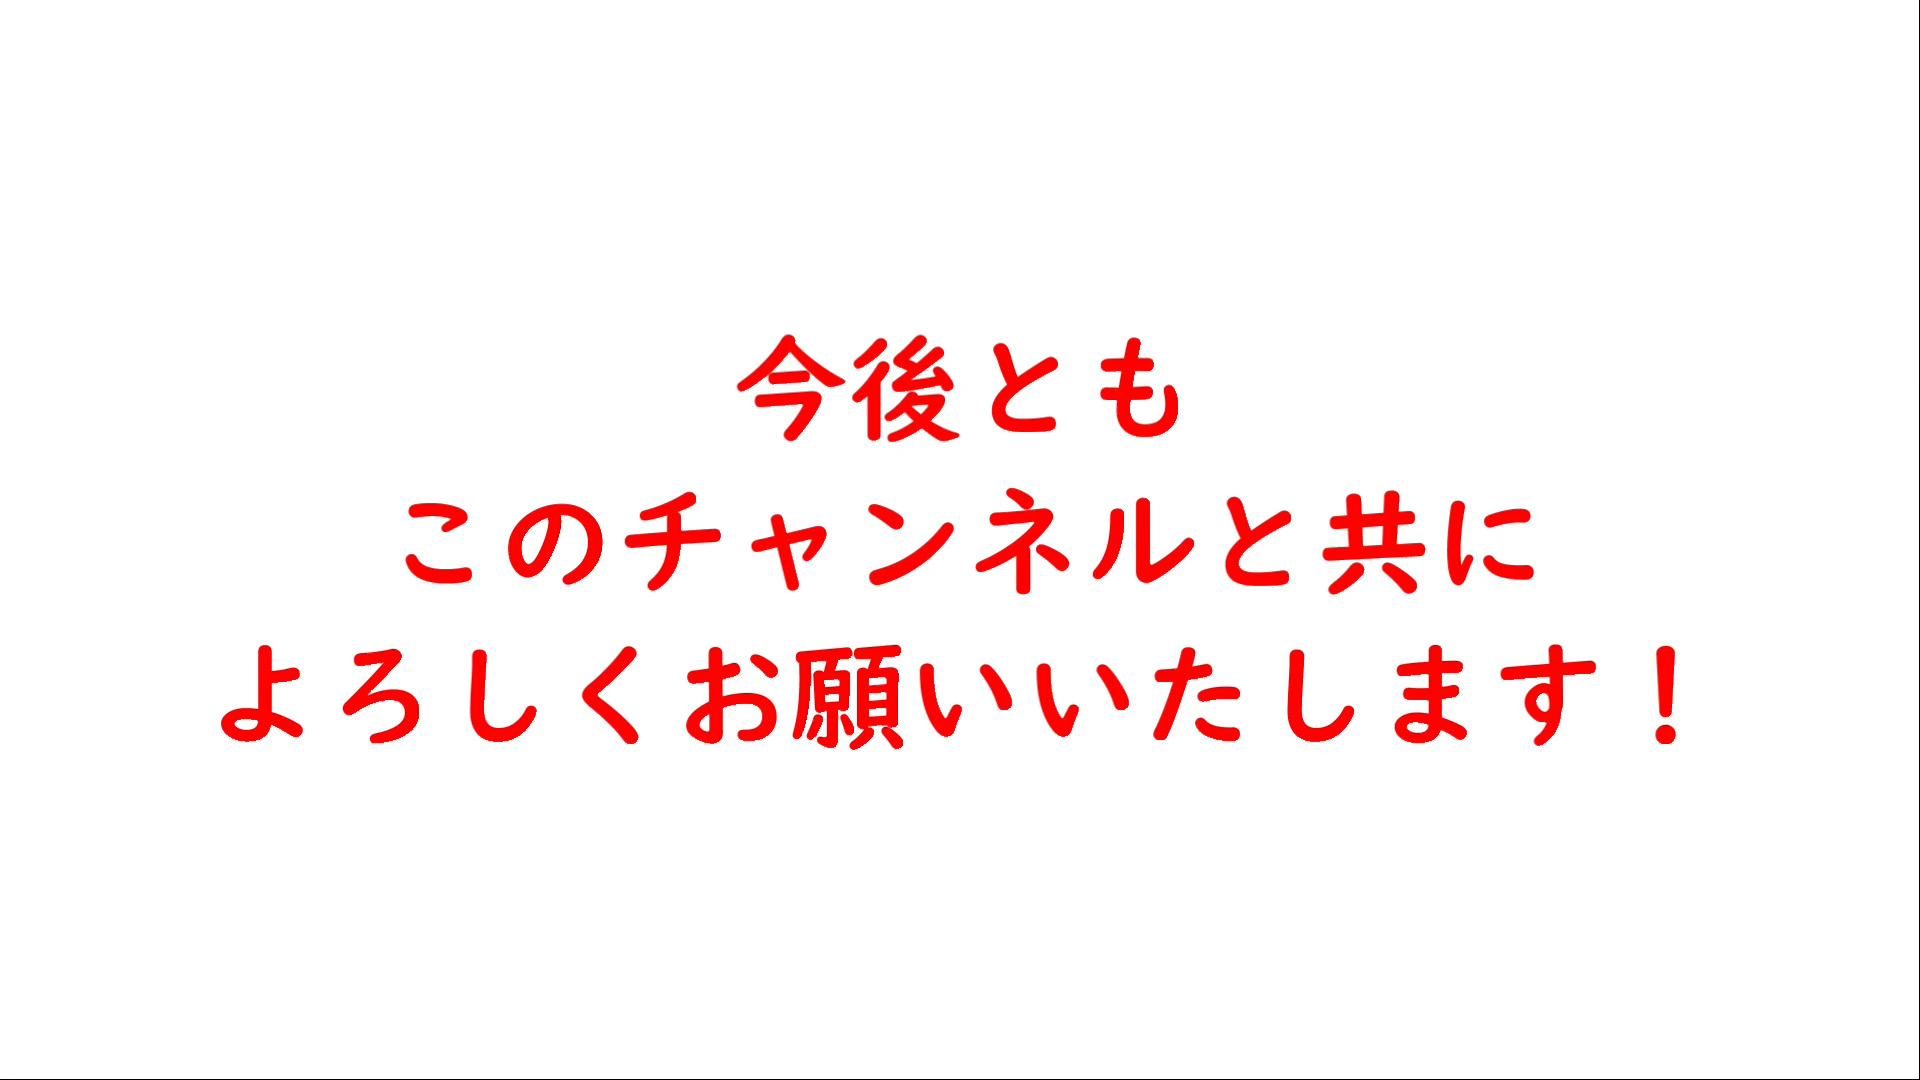 今後とも
このチャンネルと共に
よろしくお願いいたします！